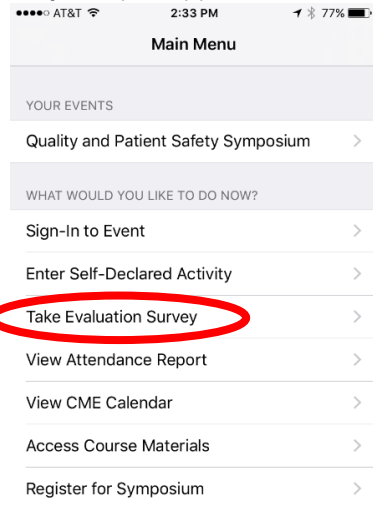 AT&T 2:33 PM 77%
Main Menu
YOUR EVENTS
Quality and Patient Safety Symposium
WHAT WOULD YOU LIKE TO DO NOW?
Sign-In to Event
Enter Self-Declared Activity
Take Evaluation Survey
View Attendance Report
View CME Calendar
Access Course Materials
Register for Symposium